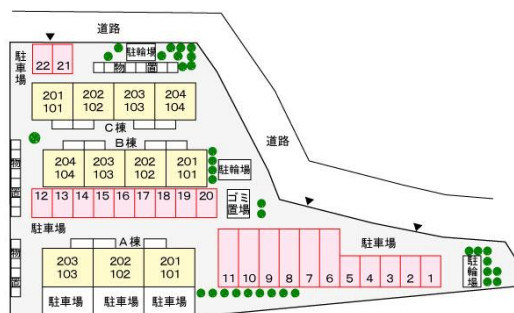 道路
駐輪場
駐車場
22 21
物 置
201 202 203 204
101 102 103 104
C棟
道路
B棟
204 203 202 201
104 103 102 101
駐輪場
物
置
12 13 14 15 16 17 18 19 20
ゴミ
置場
駐車場
A棟
203 202 201
103 102 101
駐車場 駐車場 駐車場
物
置
駐車場
11 10 9 8 7 6 5 4 3 2 1
駐輪場